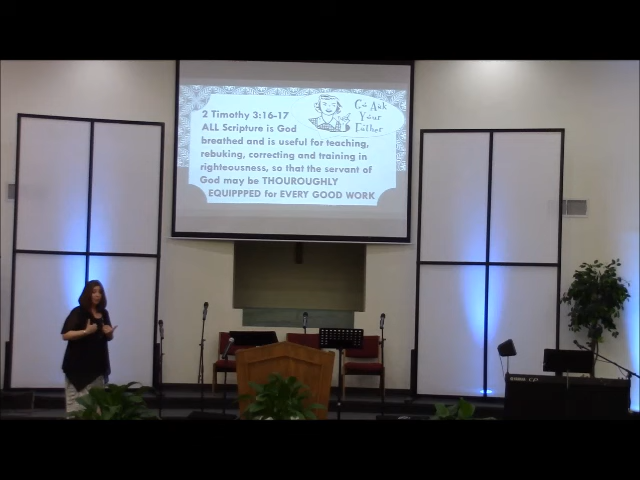 2 Timothy 3:16-17
ALL Scripture is God
breathed and is useful for teaching,
rebuking, correcting and training in
righteousness, so that the servant of
God may be THOUROUGHLY
EQUIPPPED for EVERY GOOD WORK
Go Ask
Your
Father